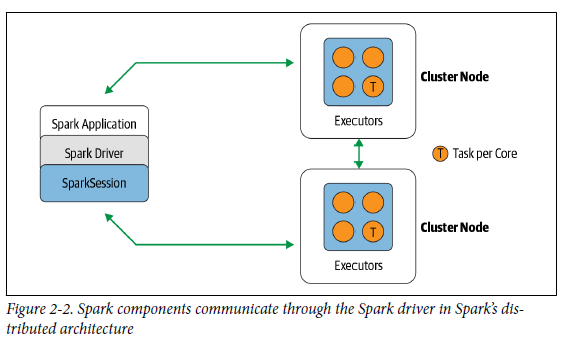 Spark Application
Spark Driver
SparkSession
T
Executors
Cluster Node
T Task per Core
T
Executors
Cluster Node
Figure 2-2. Spark components communicate through the Spark driver in Spark's dis-
tributed architecture